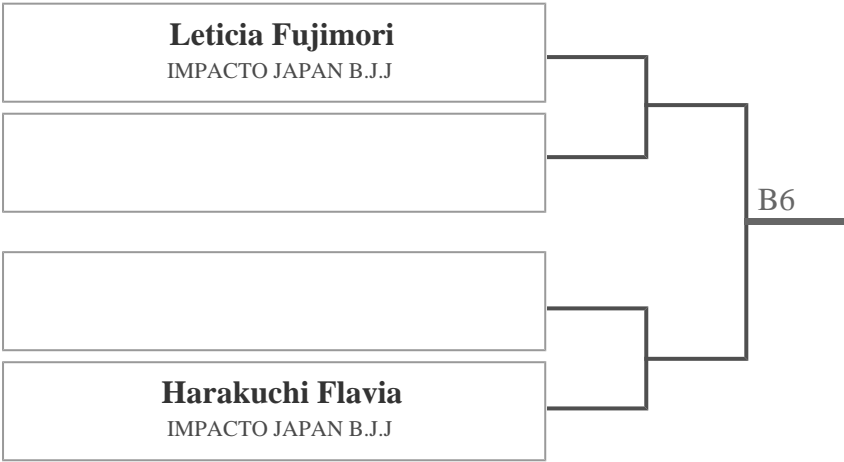 Leticia Fujimori
IMPACTO JAPAN B.J.J
B6
Harakuchi Flavia
IMPACTO JAPAN B.J.J